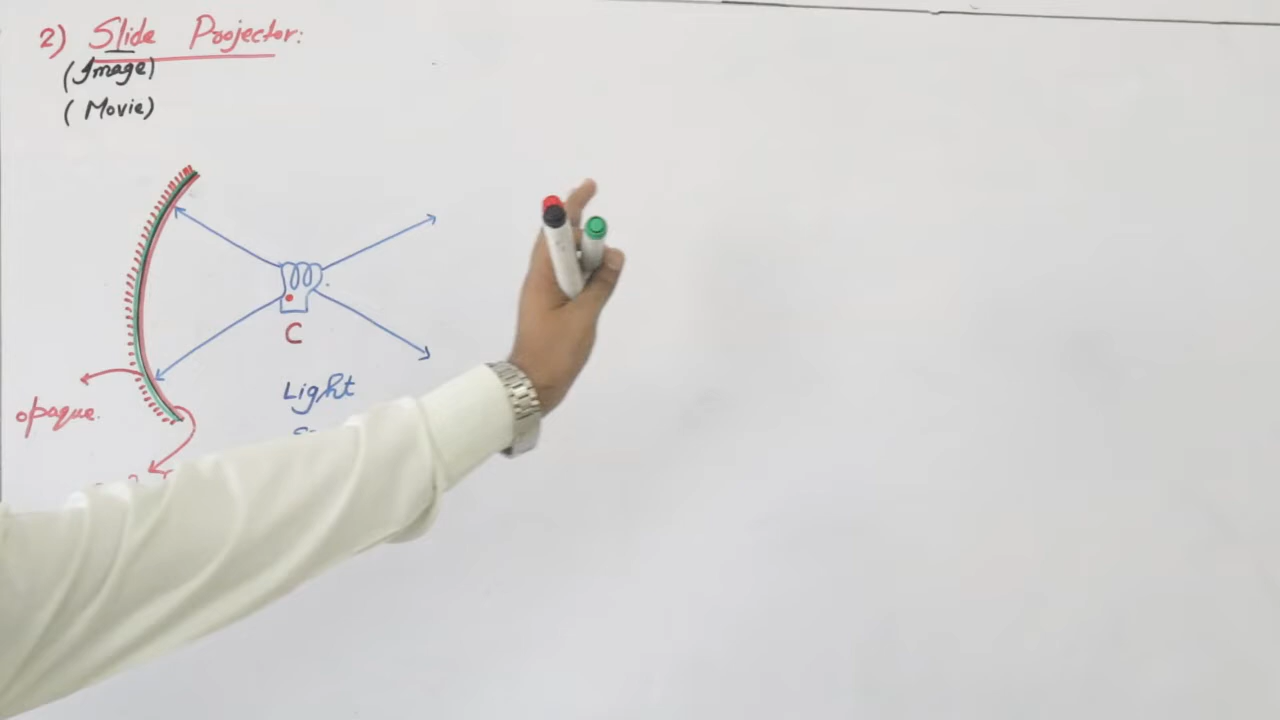 2) Slide Projector:
(Image)
(Movie)
C
Light
opaque.